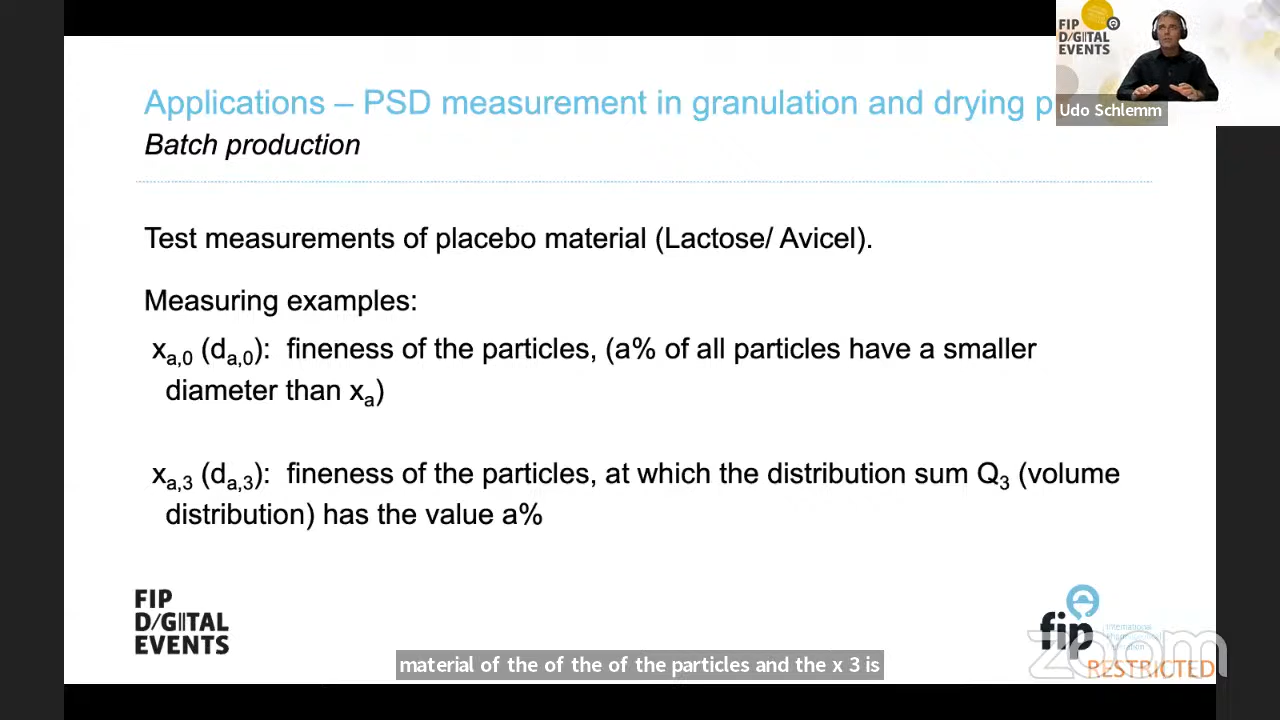 FIP
D/G/TAL
EVENTS
Udo Schlemm
Applications – PSD measurement in granulation and drying p
Batch production
Test measurements of placebo material (Lactose/ Avicel).
Measuring examples:
xa,0 (da,0): fineness of the particles, (a% of all particles have a smaller
diameter than xa)
xa,3 (da,3): fineness of the particles, at which the distribution sum Q3 (volume
distribution) has the value a%
FIP
D/G/TAL
EVENTS
fip
International
zoom
RESTRICTED
material of the of the of the particles and the x 3 is